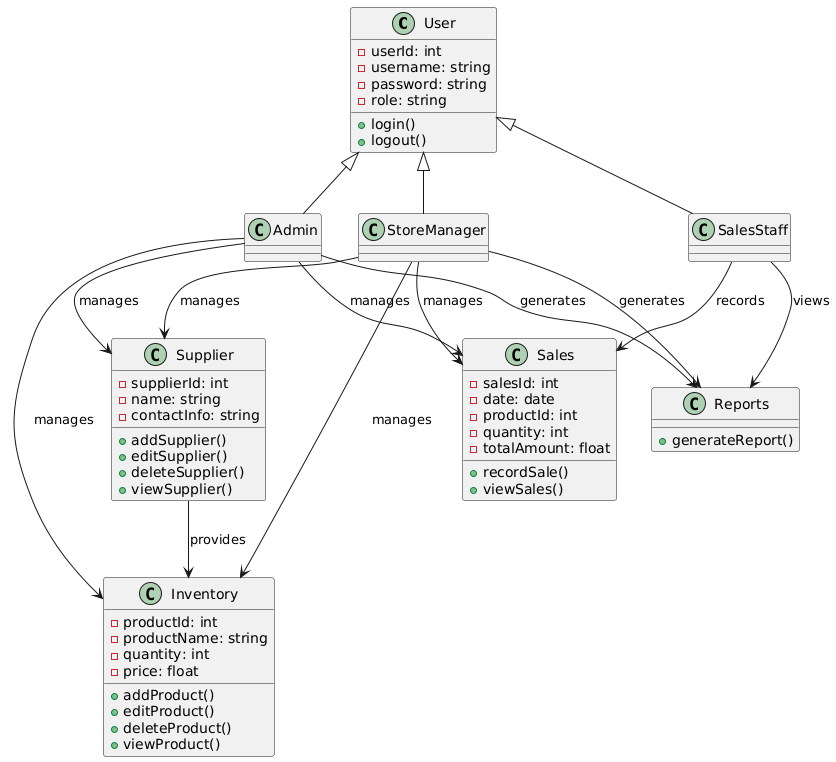 C User
userId: int
username: string
password: string
role: string
login()
logout()
C Admin
C StoreManager
C SalesStaff
manages
manages
manages
manages
generates
generates
records
views
C Supplier
supplierId: int
name: string
contactInfo: string
addSupplier()
editSupplier()
deleteSupplier()
viewSupplier()
C Sales
salesId: int
date: date
productId: int
quantity: int
totalAmount: float
recordSale()
viewSales()
C Reports
generateReport()
manages
manages
provides
C Inventory
productId: int
productName: string
quantity: int
price: float
addProduct()
editProduct()
deleteProduct()
viewProduct()